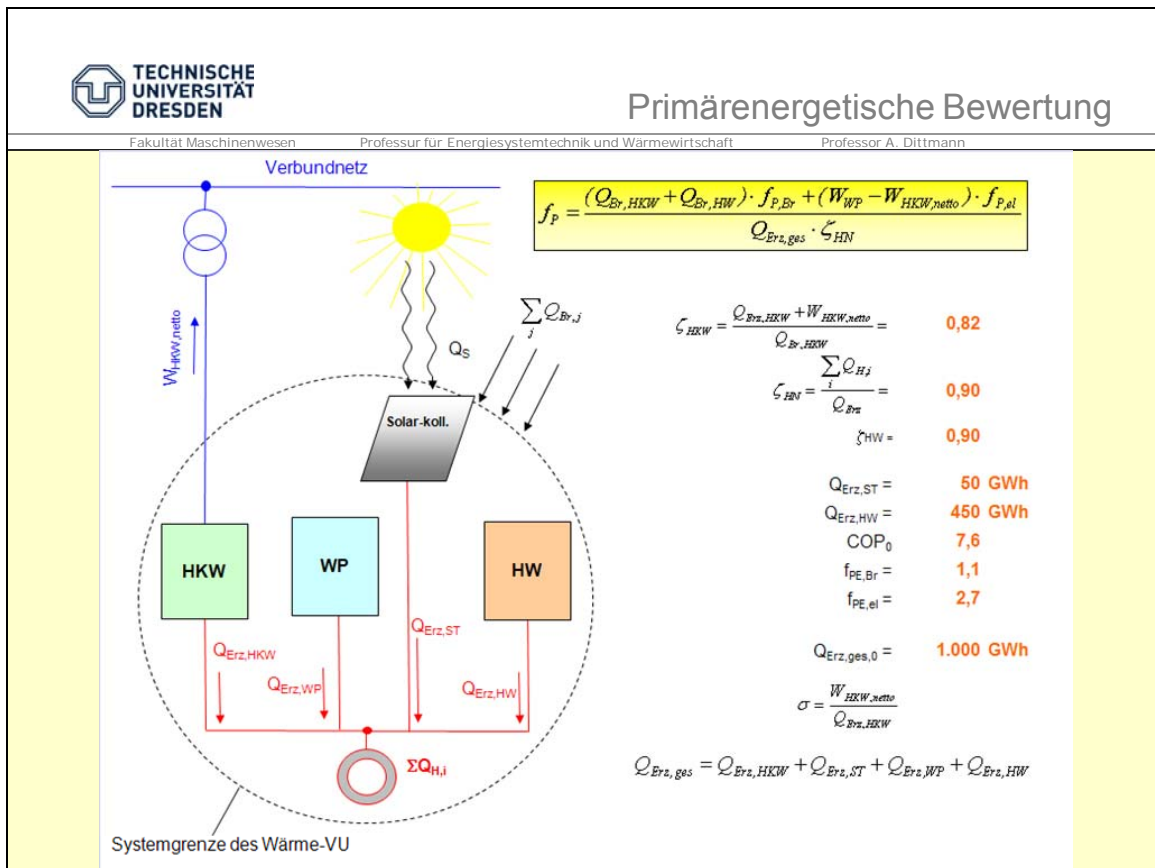 TECHNISCHE
UNIVERSITÄT
DRESDEN
Primärenergetische Bewertung
Fakultät Maschinenwesen Professur für Energiesystemtechnik und Wärmewirtschaft Professor A. Dittmann
Verbundnetz
W_HKW,netto
Q_S
∑_j Q_Br,j
Solar-koll.
HKW
WP
HW
Q_Erz,HKW
Q_Erz,WP
Q_Erz,ST
Q_Erz,HW
ΣQ_H,i
Systemgrenze des Wärme-VU
f_P = ((Q_Br,HKW + Q_Br,HW) · f_P,Br + (W_WP − W_HKW,netto) · f_P,el) / (Q_Erz,ges · ζ_HN)
ζ_HKW = (Q_Erz,HKW + W_HKW,netto) / Q_Br,HKW = 0,82
ζ_HN = ∑_i Q_H,i / Q_Erz = 0,90
ζ_HW = 0,90
Q_Erz,ST = 50 GWh
Q_Erz,HW = 450 GWh
COP_0 7,6
f_PE,Br = 1,1
f_PE,el = 2,7
Q_Erz,ges,0 = 1.000 GWh
σ = W_HKW,netto / Q_Erz,HKW
Q_Erz,ges = Q_Erz,HKW + Q_Erz,ST + Q_Erz,WP + Q_Erz,HW